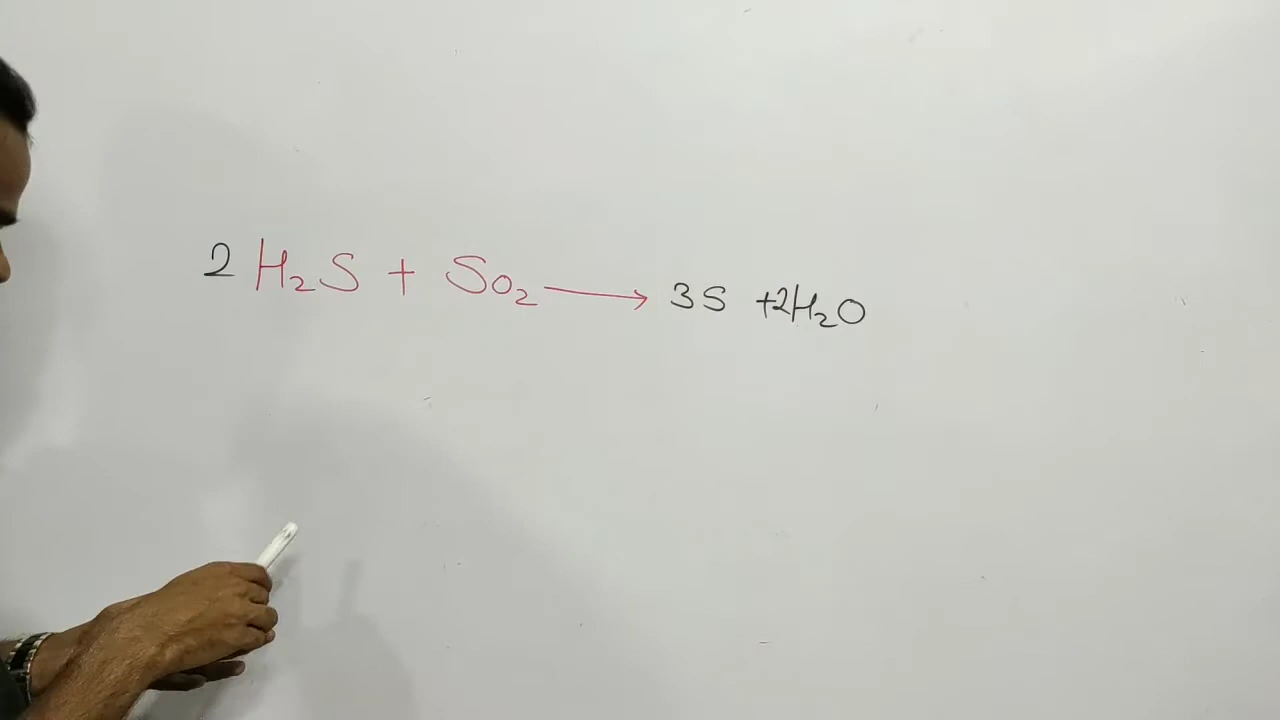 2 H₂S + SO₂ → 3S + 2H₂O